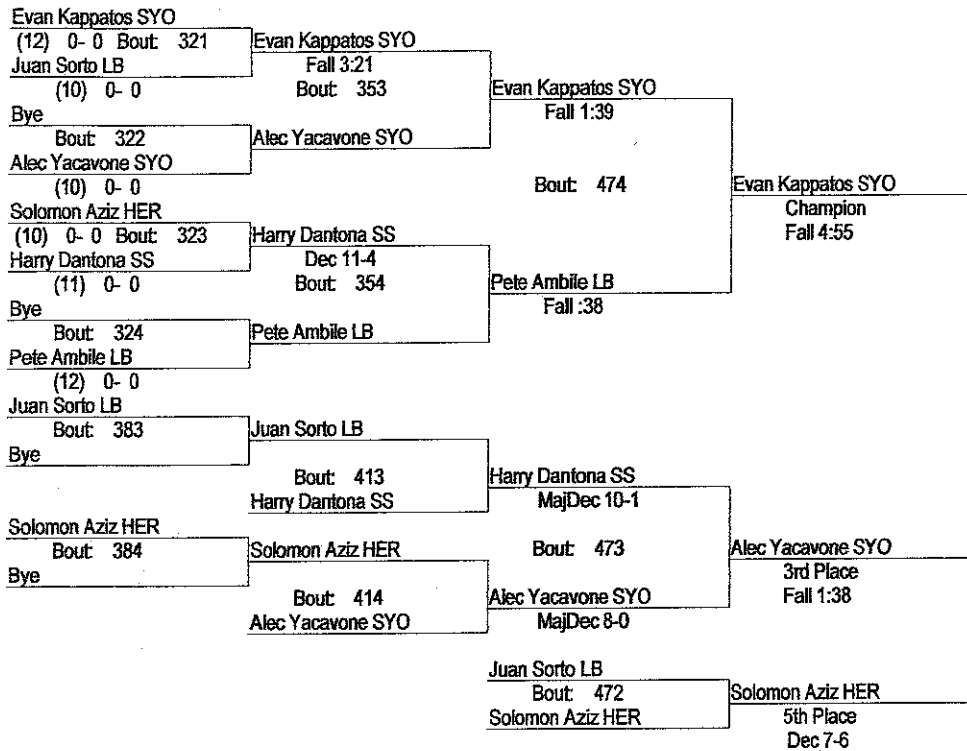 Evan Kappatos SYO
(12) 0- 0 Bout: 321
Juan Sorto LB
(10) 0- 0
Bye
Bout: 322
Alec Yacavone SYO
(10) 0- 0
Solomon Aziz HER
(10) 0- 0 Bout: 323
Harry Dantona SS
(11) 0- 0
Bye
Bout: 324
Pete Ambile LB
(12) 0- 0
Evan Kappatos SYO
Fall 3:21
Bout: 353
Alec Yacavone SYO
Harry Dantona SS
Dec 11-4
Bout: 354
Pete Ambile LB
Evan Kappatos SYO
Fall 1:39
Bout: 474
Pete Ambile LB
Fall :38
Evan Kappatos SYO
Champion
Fall 4:55
Juan Sorto LB
Bout: 383
Bye
Solomon Aziz HER
Bout: 384
Bye
Juan Sorto LB
Bout: 413
Harry Dantona SS
Solomon Aziz HER
Bout: 414
Alec Yacavone SYO
Harry Dantona SS
MajDec 10-1
Bout: 473
Alec Yacavone SYO
MajDec 8-0
Alec Yacavone SYO
3rd Place
Fall 1:38
Juan Sorto LB
Bout: 472
Solomon Aziz HER
Solomon Aziz HER
5th Place
Dec 7-6